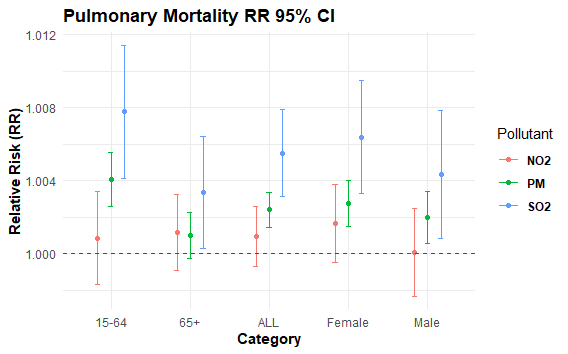 Pulmonary Mortality RR 95% CI
1.012
1.008
1.004
1.000
Relative Risk (RR)
15-64 65+ ALL Female Male
Category
Pollutant
NO2
PM
SO2